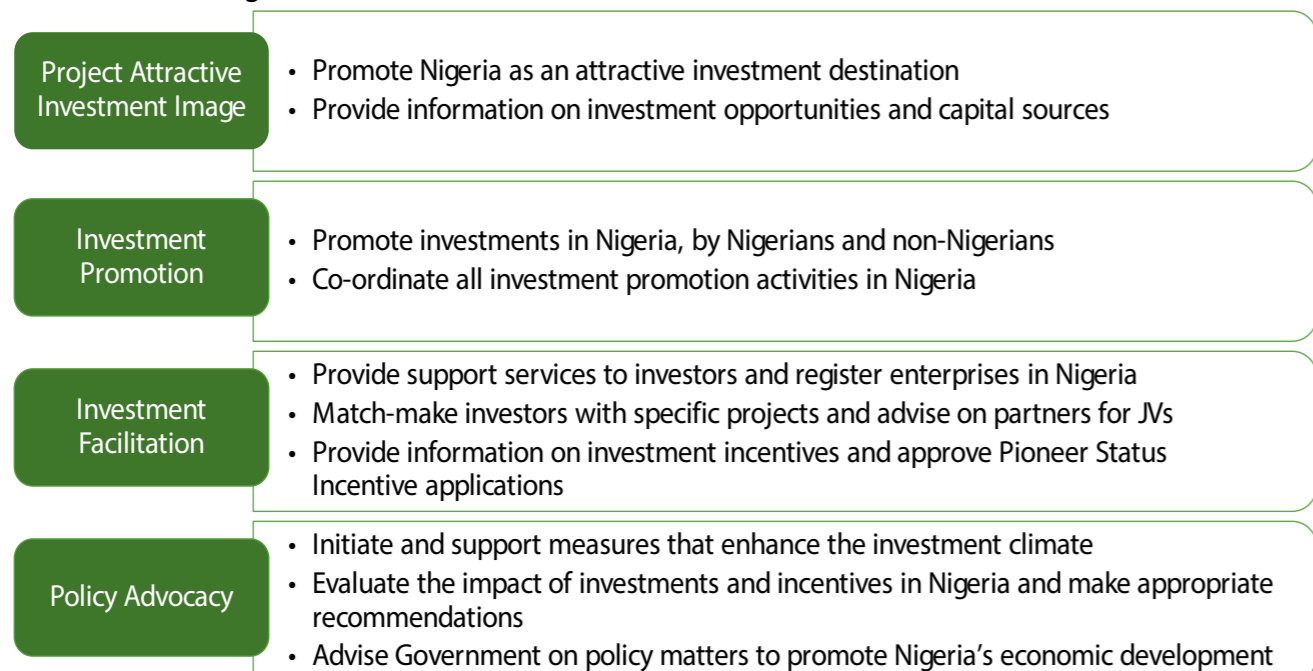 Project Attractive
Investment Image
• Promote Nigeria as an attractive investment destination
• Provide information on investment opportunities and capital sources
Investment
Promotion
• Promote investments in Nigeria, by Nigerians and non-Nigerians
• Co-ordinate all investment promotion activities in Nigeria
Investment
Facilitation
• Provide support services to investors and register enterprises in Nigeria
• Match-make investors with specific projects and advise on partners for JVs
• Provide information on investment incentives and approve Pioneer Status
Incentive applications
Policy Advocacy
• Initiate and support measures that enhance the investment climate
• Evaluate the impact of investments and incentives in Nigeria and make appropriate
recommendations
• Advise Government on policy matters to promote Nigeria’s economic development